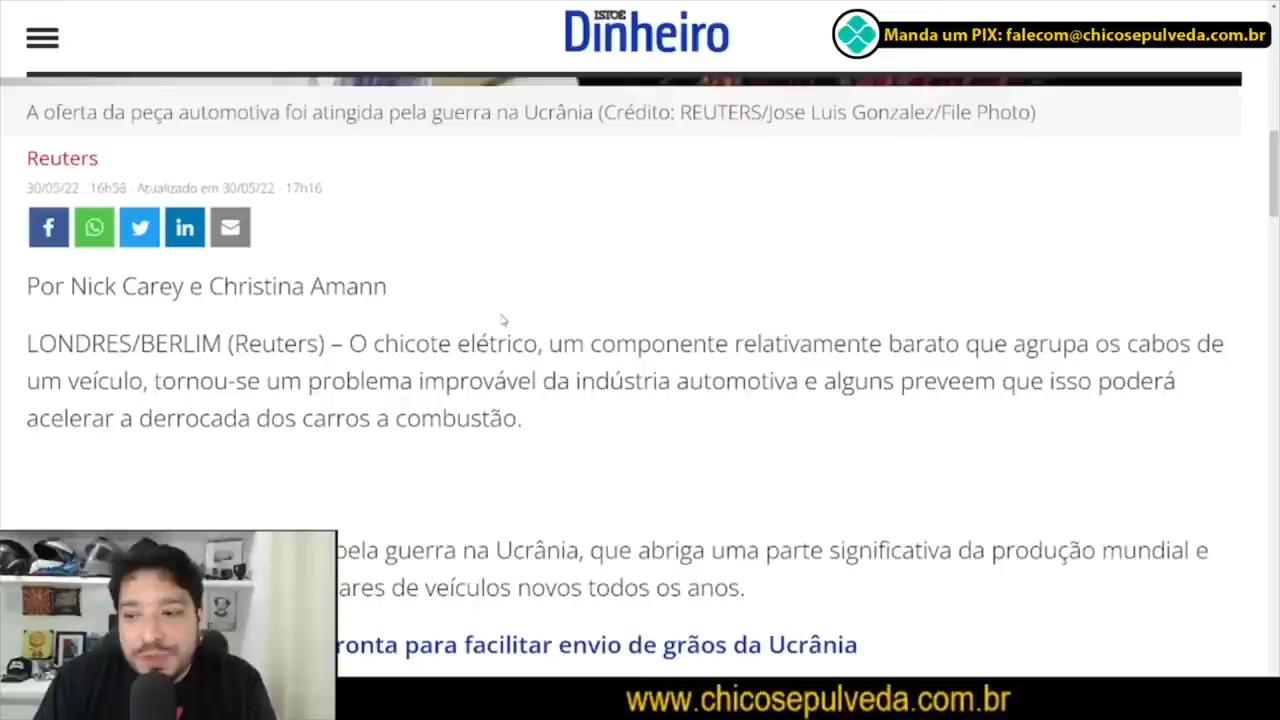 ISTOÉ
Dinheiro
Manda um PIX: falecom@chicosepulveda.com.br
A oferta da peça automotiva foi atingida pela guerra na Ucrânia (Crédito: REUTERS/Jose Luis Gonzalez/File Photo)
Reuters
30/05/22 - 16h58 - Atualizado em 30/05/22 - 17h16
Por Nick Carey e Christina Amann
LONDRES/BERLIM (Reuters) – O chicote elétrico, um componente relativamente barato que agrupa os cabos de
um veículo, tornou-se um problema improvável da indústria automotiva e alguns preveem que isso poderá
acelerar a derrocada dos carros a combustão.
pela guerra na Ucrânia, que abriga uma parte significativa da produção mundial e
ares de veículos novos todos os anos.
ronta para facilitar envio de grãos da Ucrânia
www.chicosepulveda.com.br